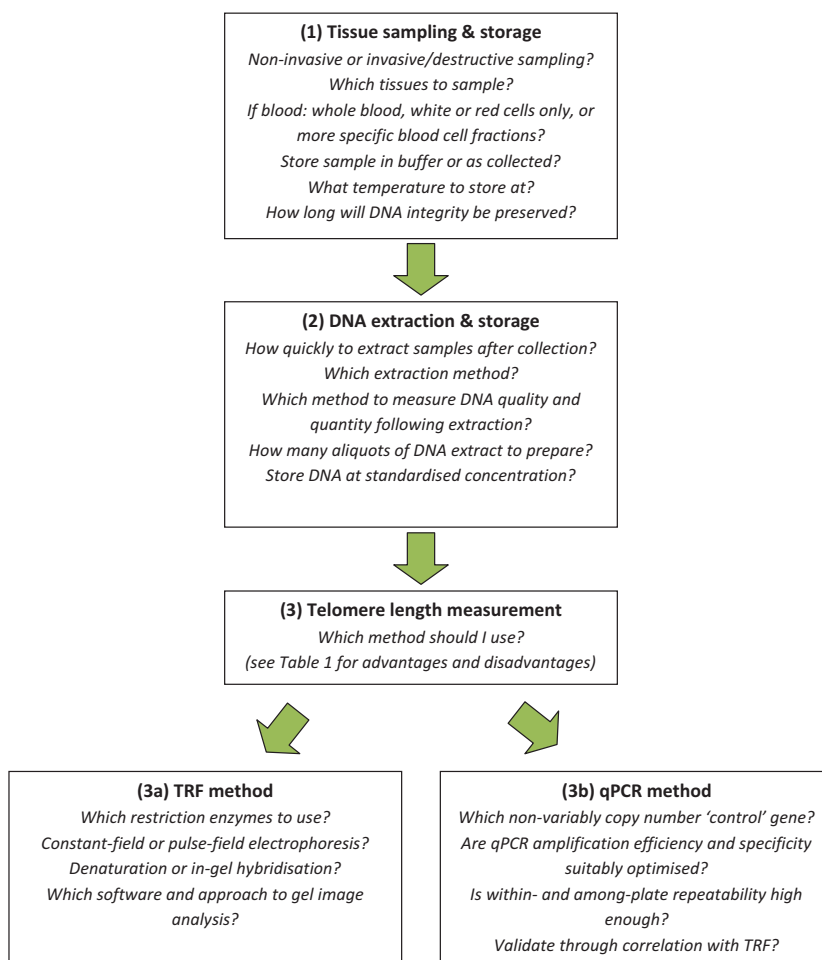 (1) Tissue sampling & storage
Non-invasive or invasive/destructive sampling?
Which tissues to sample?
If blood: whole blood, white or red cells only, or
more specific blood cell fractions?
Store sample in buffer or as collected?
What temperature to store at?
How long will DNA integrity be preserved?
(2) DNA extraction & storage
How quickly to extract samples after collection?
Which extraction method?
Which method to measure DNA quality and
quantity following extraction?
How many aliquots of DNA extract to prepare?
Store DNA at standardised concentration?
(3) Telomere length measurement
Which method should I use?
(see Table 1 for advantages and disadvantages)
(3a) TRF method
Which restriction enzymes to use?
Constant-field or pulse-field electrophoresis?
Denaturation or in-gel hybridisation?
Which software and approach to gel image
analysis?
(3b) qPCR method
Which non-variably copy number ‘control’ gene?
Are qPCR amplification efficiency and specificity
suitably optimised?
Is within- and among-plate repeatability high
enough?
Validate through correlation with TRF?